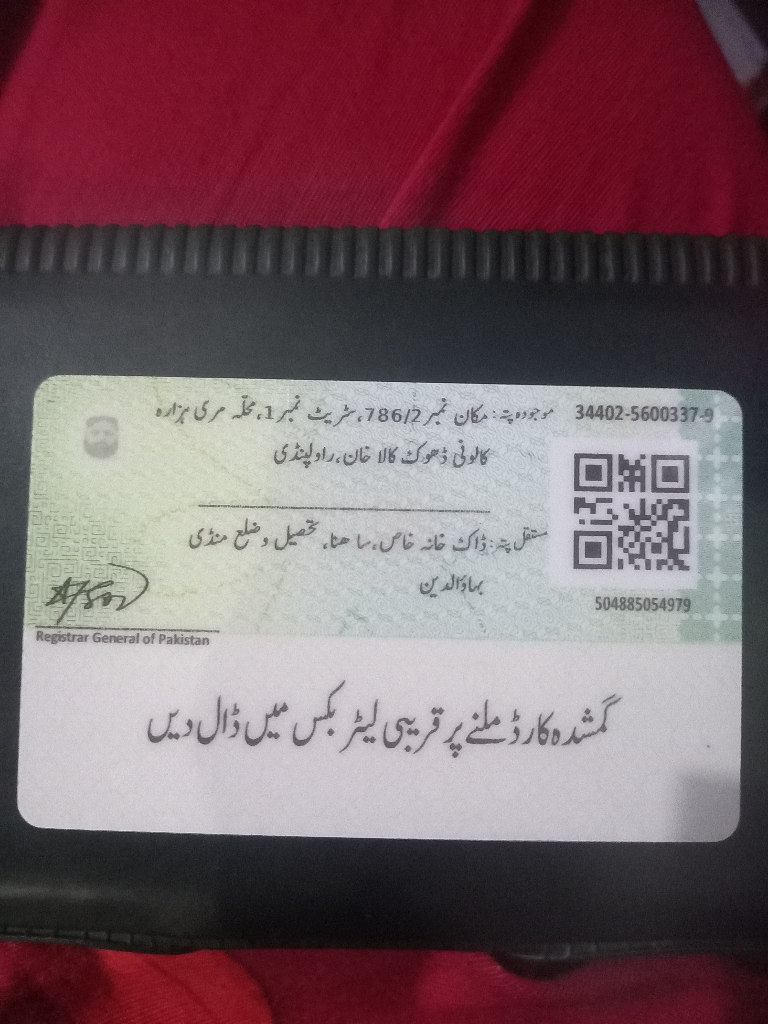 34402-5600337-9
موجودہ پتہ: مکان نمبر 786/2، سٹریٹ نمبر 1، محلہ مری ہزارہ
کالونی ڈھوک کالا خان، راولپنڈی
مستقل پتہ: ڈاک خانہ خاص، ساھنا، تحصیل و ضلع منڈی
بہاؤالدین
504885054979
Registrar General of Pakistan
گمشدہ کارڈ ملنے پر قریبی لیٹر بکس میں ڈال دیں